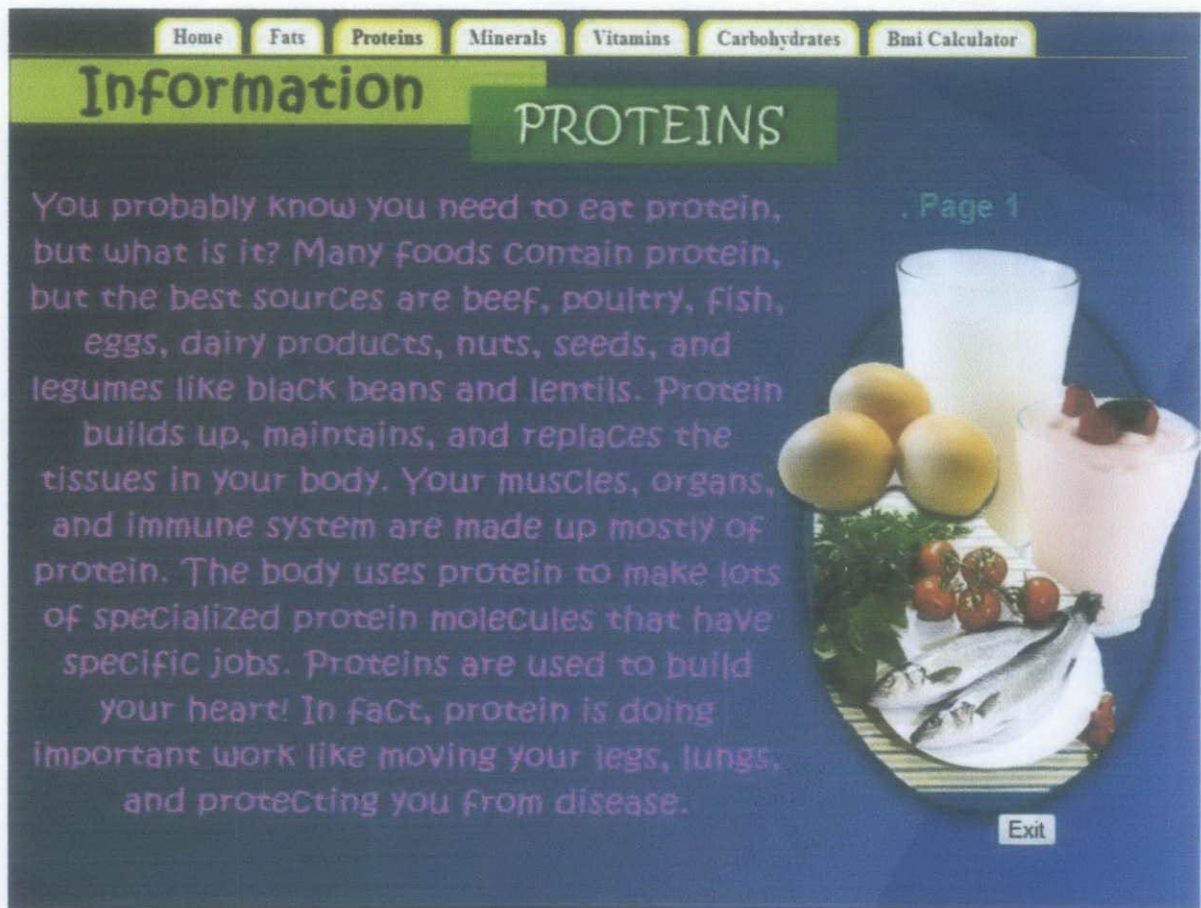 Home Fats Proteins Minerals Vitamins Carbohydrates Bmi Calculator
Information
PROTEINS
. Page 1
You probably know you need to eat protein,
but what is it? Many foods contain protein,
but the best sources are beef, poultry, fish,
eggs, dairy products, nuts, seeds, and
legumes like black beans and lentils. Protein
builds up, maintains, and replaces the
tissues in your body. Your muscles, organs,
and immune system are made up mostly of
protein. The body uses protein to make lots
of specialized protein molecules that have
specific jobs. Proteins are used to build
your heart! In fact, protein is doing
important work like moving your legs, lungs,
and protecting you from disease.
Exit